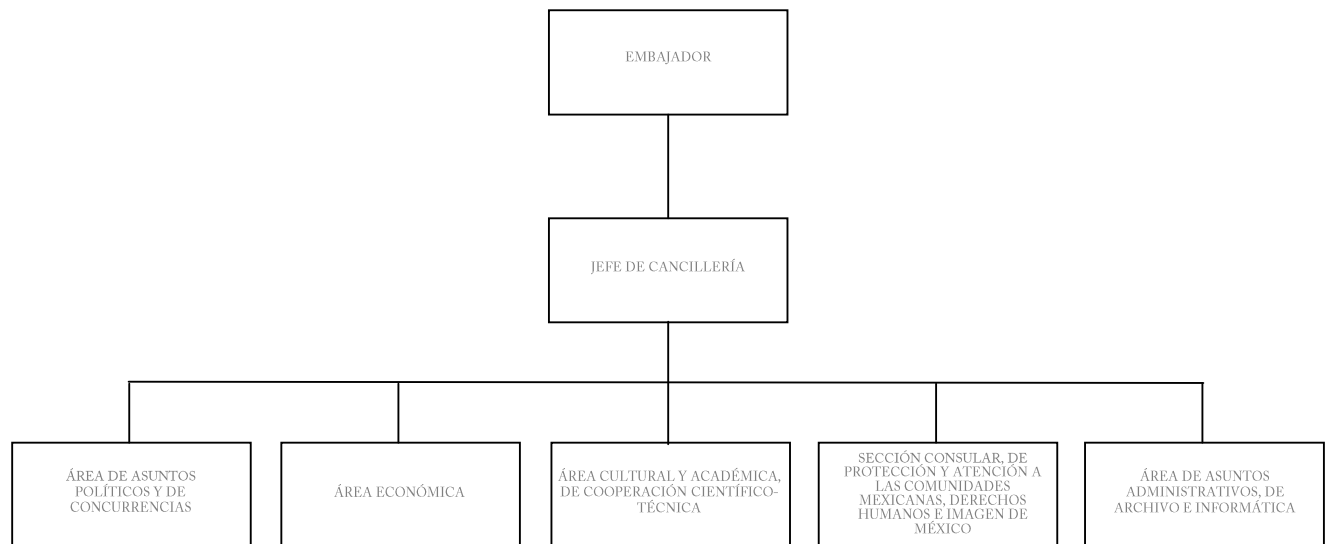 EMBAJADOR
JEFE DE CANCILLERÍA
ÁREA DE ASUNTOS
POLÍTICOS Y DE
CONCURRENCIAS
ÁREA ECONÓMICA
ÁREA CULTURAL Y ACADÉMICA,
DE COOPERACIÓN CIENTÍFICO-
TÉCNICA
SECCIÓN CONSULAR, DE
PROTECCIÓN Y ATENCIÓN A
LAS COMUNIDADES
MEXICANAS, DERECHOS
HUMANOS E IMAGEN DE
MÉXICO
ÁREA DE ASUNTOS
ADMINISTRATIVOS, DE
ARCHIVO E INFORMÁTICA